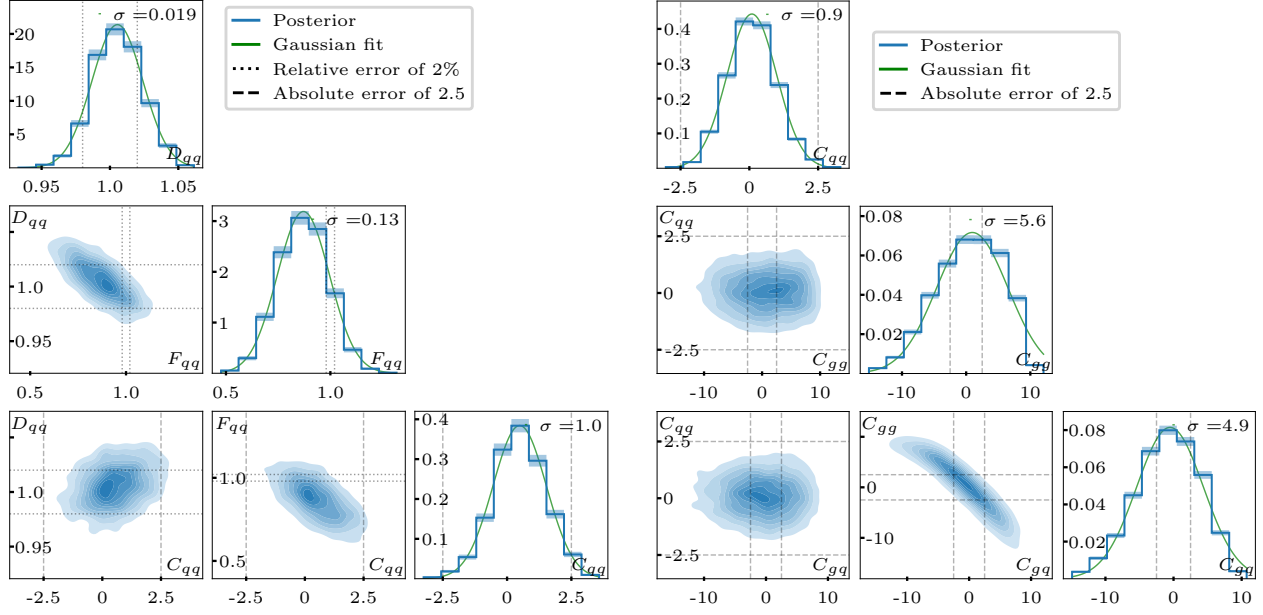 σ =0.019
20
15
10
5
D_qq
0.95 1.0 1.05
Posterior
Gaussian fit
Relative error of 2%
Absolute error of 2.5
σ =0.9
0.4
0.3
0.2
0.1
C_qq
-2.5 0 2.5
Posterior
Gaussian fit
Absolute error of 2.5
D_qq
1.0
0.95
F_qq
0.5 1.0
σ =0.13
3
2
1
F_qq
0.5 1.0
C_qq
2.5
0
-2.5
C_gg
-10 0 10
σ =5.6
0.08
0.06
0.04
0.02
C_gg
-10 0 10
D_qq
1.0
0.95
C_qq
-2.5 0 2.5
F_qq
1.0
0.5
C_qq
-2.5 0 2.5
σ =1.0
0.4
0.3
0.2
0.1
C_qq
-2.5 0 2.5
C_qq
2.5
0
-2.5
C_gq
-10 0 10
C_gg
0
-10
C_gq
-10 0 10
σ =4.9
0.08
0.06
0.04
0.02
C_gq
-10 0 10